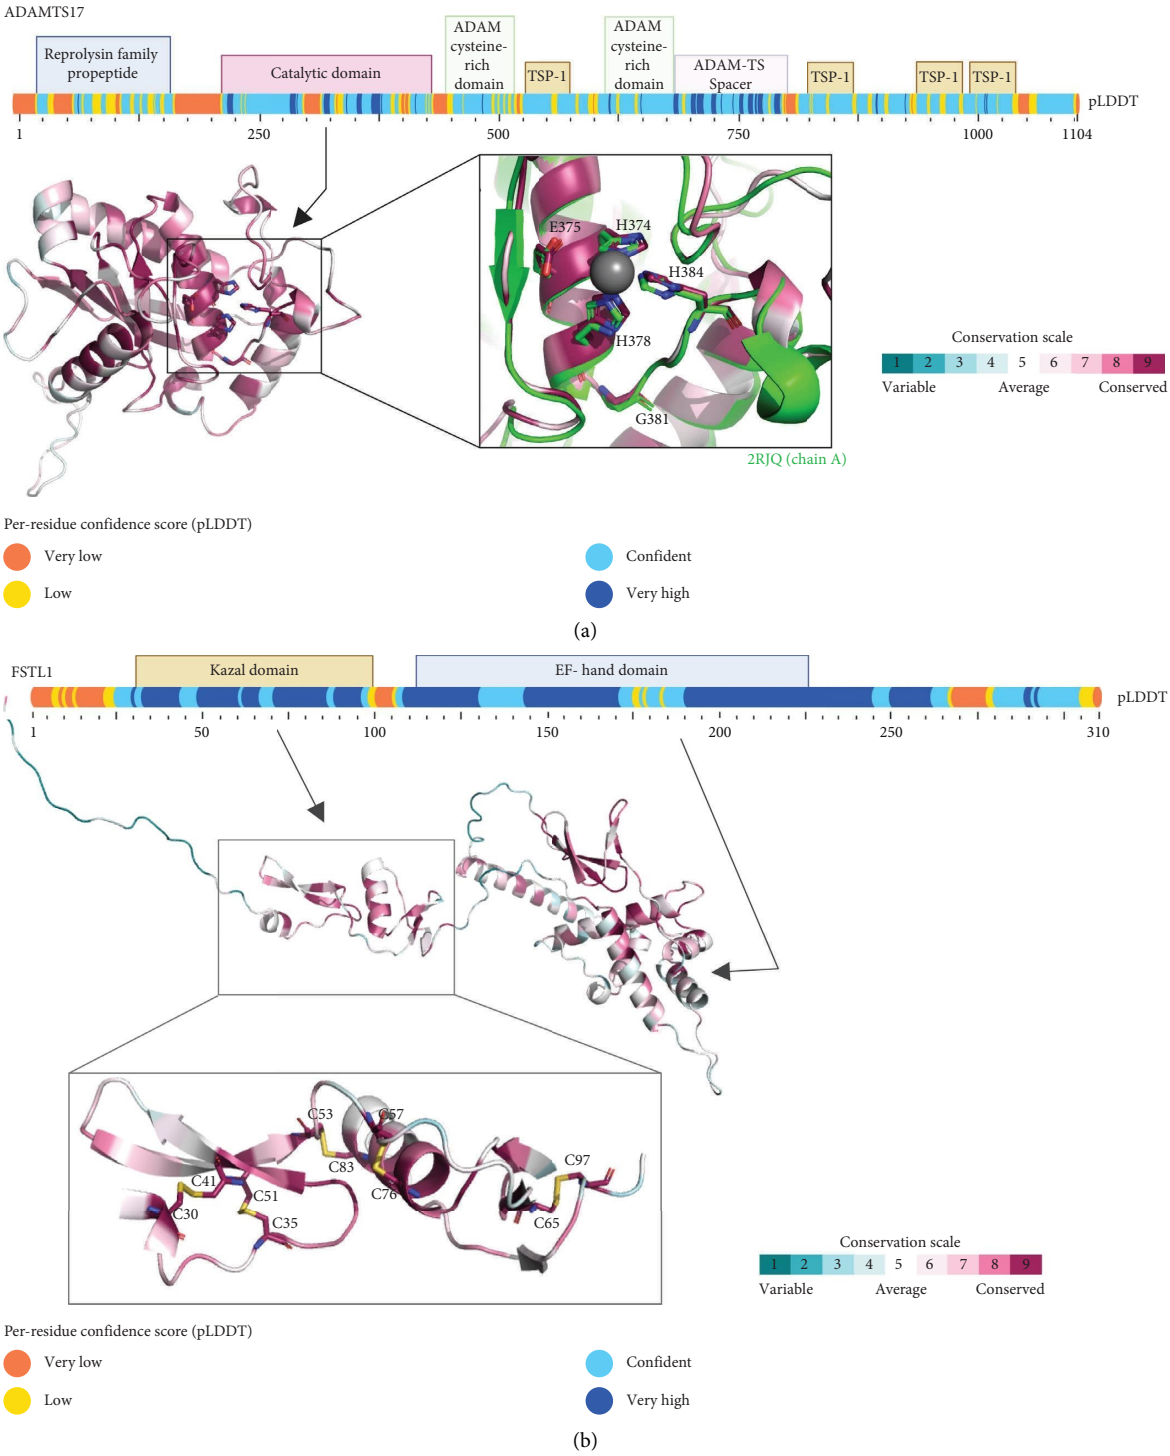 ADAMTS17
Reprolysin family
propeptide
Catalytic domain
ADAM
cysteine-
rich
domain
TSP-1
ADAM
cysteine-
rich
domain
ADAM-TS
Spacer
TSP-1
TSP-1
TSP-1
pLDDT
1
250
500
750
1000
1104
E375
H374
H384
H378
G381
2RJQ (chain A)
Conservation scale
1 2 3 4 5 6 7 8 9
Variable Average Conserved
Per-residue confidence score (pLDDT)
Very low
Confident
Low
Very high
(a)
FSTL1
Kazal domain
EF- hand domain
pLDDT
1
50
100
150
200
250
310
C53
C57
C83
C97
C41
C76
C51
C30
C35
C65
Conservation scale
1 2 3 4 5 6 7 8 9
Variable Average Conserved
Per-residue confidence score (pLDDT)
Very low
Confident
Low
Very high
(b)